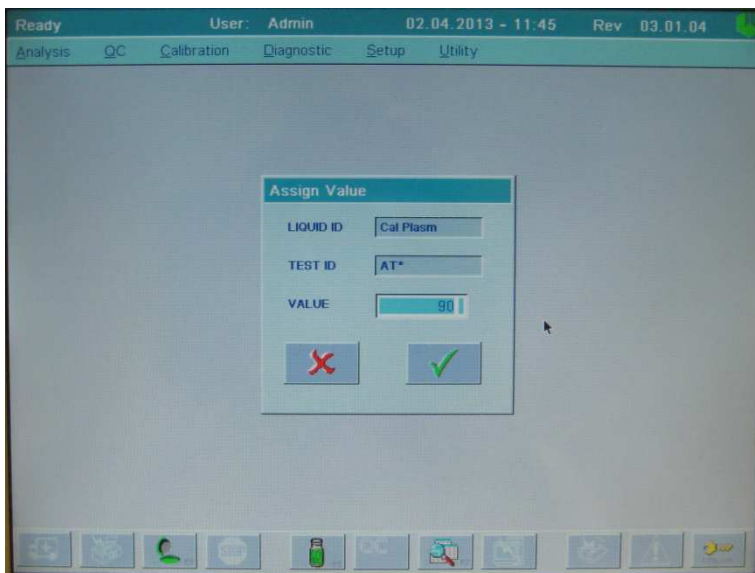 Ready User: Admin 02.04.2013 - 11:45 Rev 03.01.04
Analysis QC Calibration Diagnostic Setup Utility
Assign Value
LIQUID ID Cal Plasm
TEST ID AT*
VALUE 90
STOP